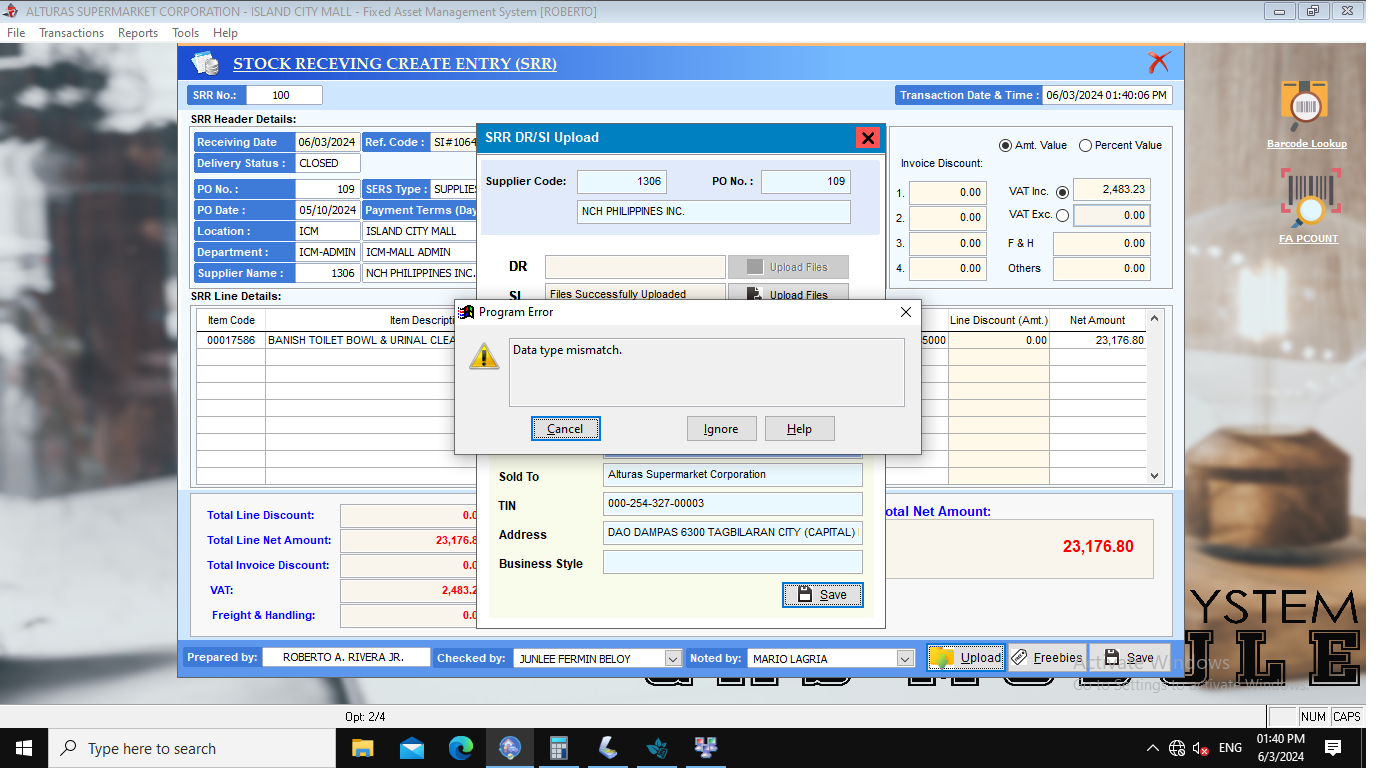 ALTURAS SUPERMARKET CORPORATION - ISLAND CITY MALL - Fixed Asset Management System [ROBERTO]
File Transactions Reports Tools Help
STOCK RECEVING CREATE ENTRY (SRR)
SRR No.: 100
Transaction Date & Time : 06/03/2024 01:40:06 PM
SRR Header Details:
Receiving Date 06/03/2024 Ref. Code : SI#1064
Delivery Status : CLOSED
PO No. : 109 SERS Type : SUPPLIES
PO Date : 05/10/2024 Payment Terms (Day
Location : ICM ISLAND CITY MALL
Department : ICM-ADMIN ICM-MALL ADMIN
Supplier Name : 1306 NCH PHILIPPINES INC.
SRR DR/SI Upload
Supplier Code: 1306 PO No. : 109
NCH PHILIPPINES INC.
DR Upload Files
SI Files Successfully Uploaded Upload Files
Amt. Value Percent Value
Invoice Discount:
1. 0.00 VAT Inc. 2,483.23
2. 0.00 VAT Exc. 0.00
3. 0.00 F & H 0.00
4. 0.00 Others 0.00
Barcode Lookup
FA PCOUNT
SRR Line Details:
Item Code Item Descripti Line Discount (Amt.) Net Amount
00017586 BANISH TOILET BOWL & URINAL CLEA 5000 0.00 23,176.80
Program Error
Data type mismatch.
Cancel Ignore Help
Sold To Alturas Supermarket Corporation
TIN 000-254-327-00003
Address DAO DAMPAS 6300 TAGBILARAN CITY (CAPITAL)
Business Style
Save
Total Line Discount: 0.0
Total Line Net Amount: 23,176.8
Total Invoice Discount: 0.0
VAT: 2,483.2
Freight & Handling: 0.0
otal Net Amount:
23,176.80
YSTEM
ULE
Prepared by: ROBERTO A. RIVERA JR. Checked by: JUNLEE FERMIN BELOY Noted by: MARIO LAGRIA Upload Freebies Save
Activate Windows
Go to Settings to activate Windows.
Opt: 2/4 NUM CAPS
Type here to search
ENG
01:40 PM
6/3/2024